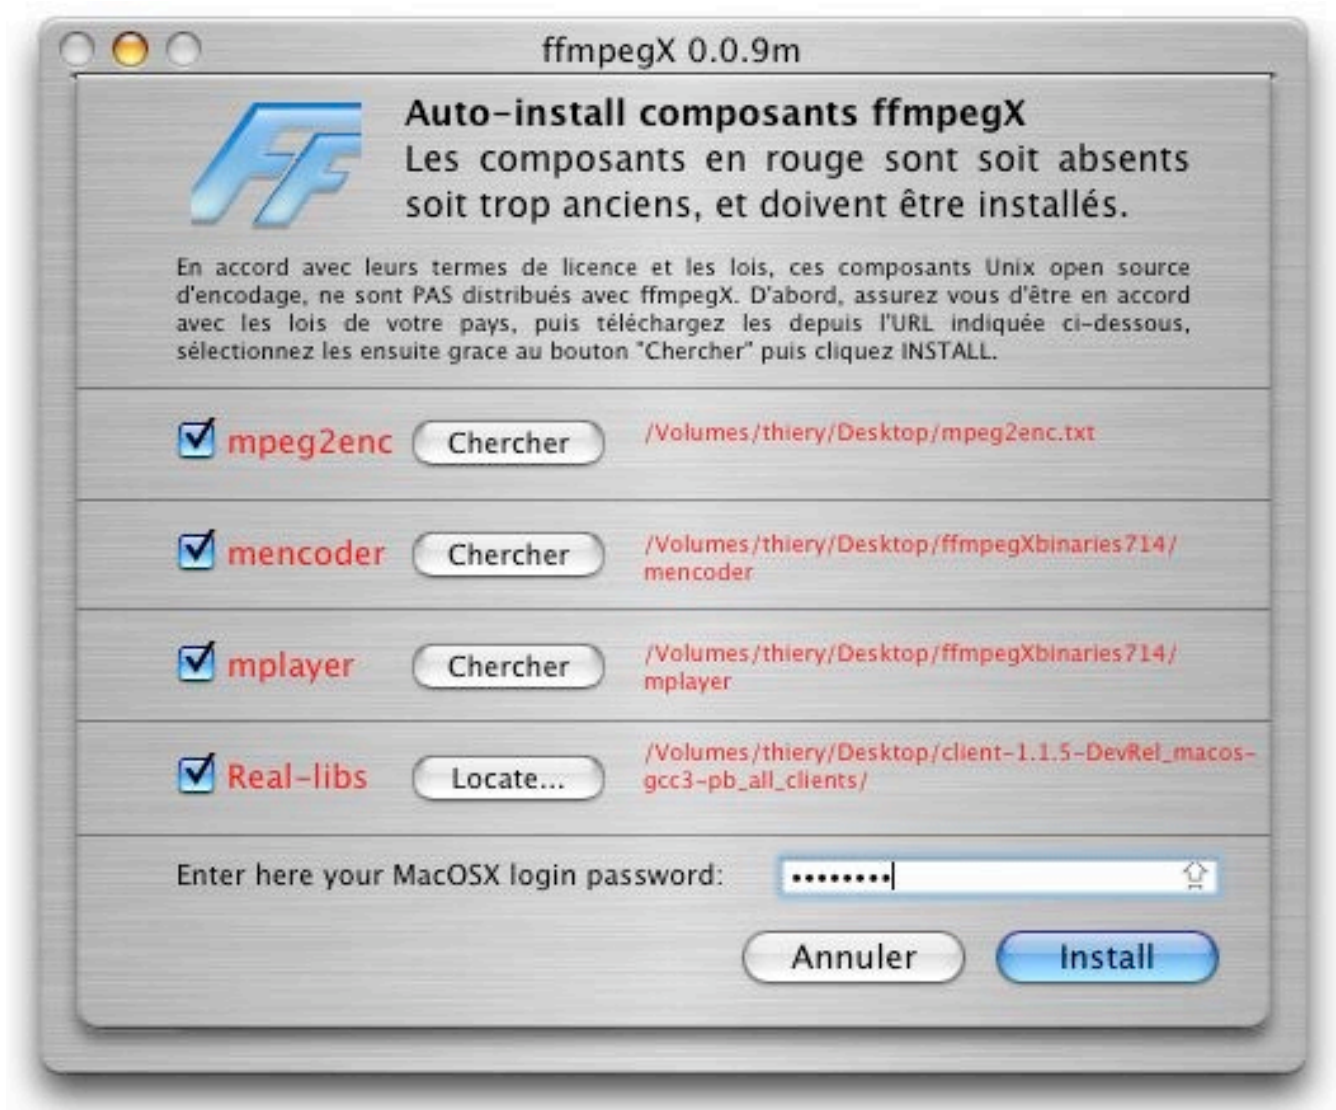 ffmpegX 0.0.9m
FF
Auto-install composants ffmpegX
Les composants en rouge sont soit absents
soit trop anciens, et doivent être installés.
En accord avec leurs termes de licence et les lois, ces composants Unix open source
d'encodage, ne sont PAS distribués avec ffmpegX. D'abord, assurez vous d'être en accord
avec les lois de votre pays, puis téléchargez les depuis l'URL indiquée ci-dessous,
sélectionnez les ensuite grace au bouton "Chercher" puis cliquez INSTALL.
mpeg2enc Chercher /Volumes/thiery/Desktop/mpeg2enc.txt
mencoder Chercher /Volumes/thiery/Desktop/ffmpegXbinaries714/
mencoder
mplayer Chercher /Volumes/thiery/Desktop/ffmpegXbinaries714/
mplayer
Real-libs Locate... /Volumes/thiery/Desktop/client-1.1.5-DevRel_macos-
gcc3-pb_all_clients/
Enter here your MacOSX login password: ••••••••
Annuler Install